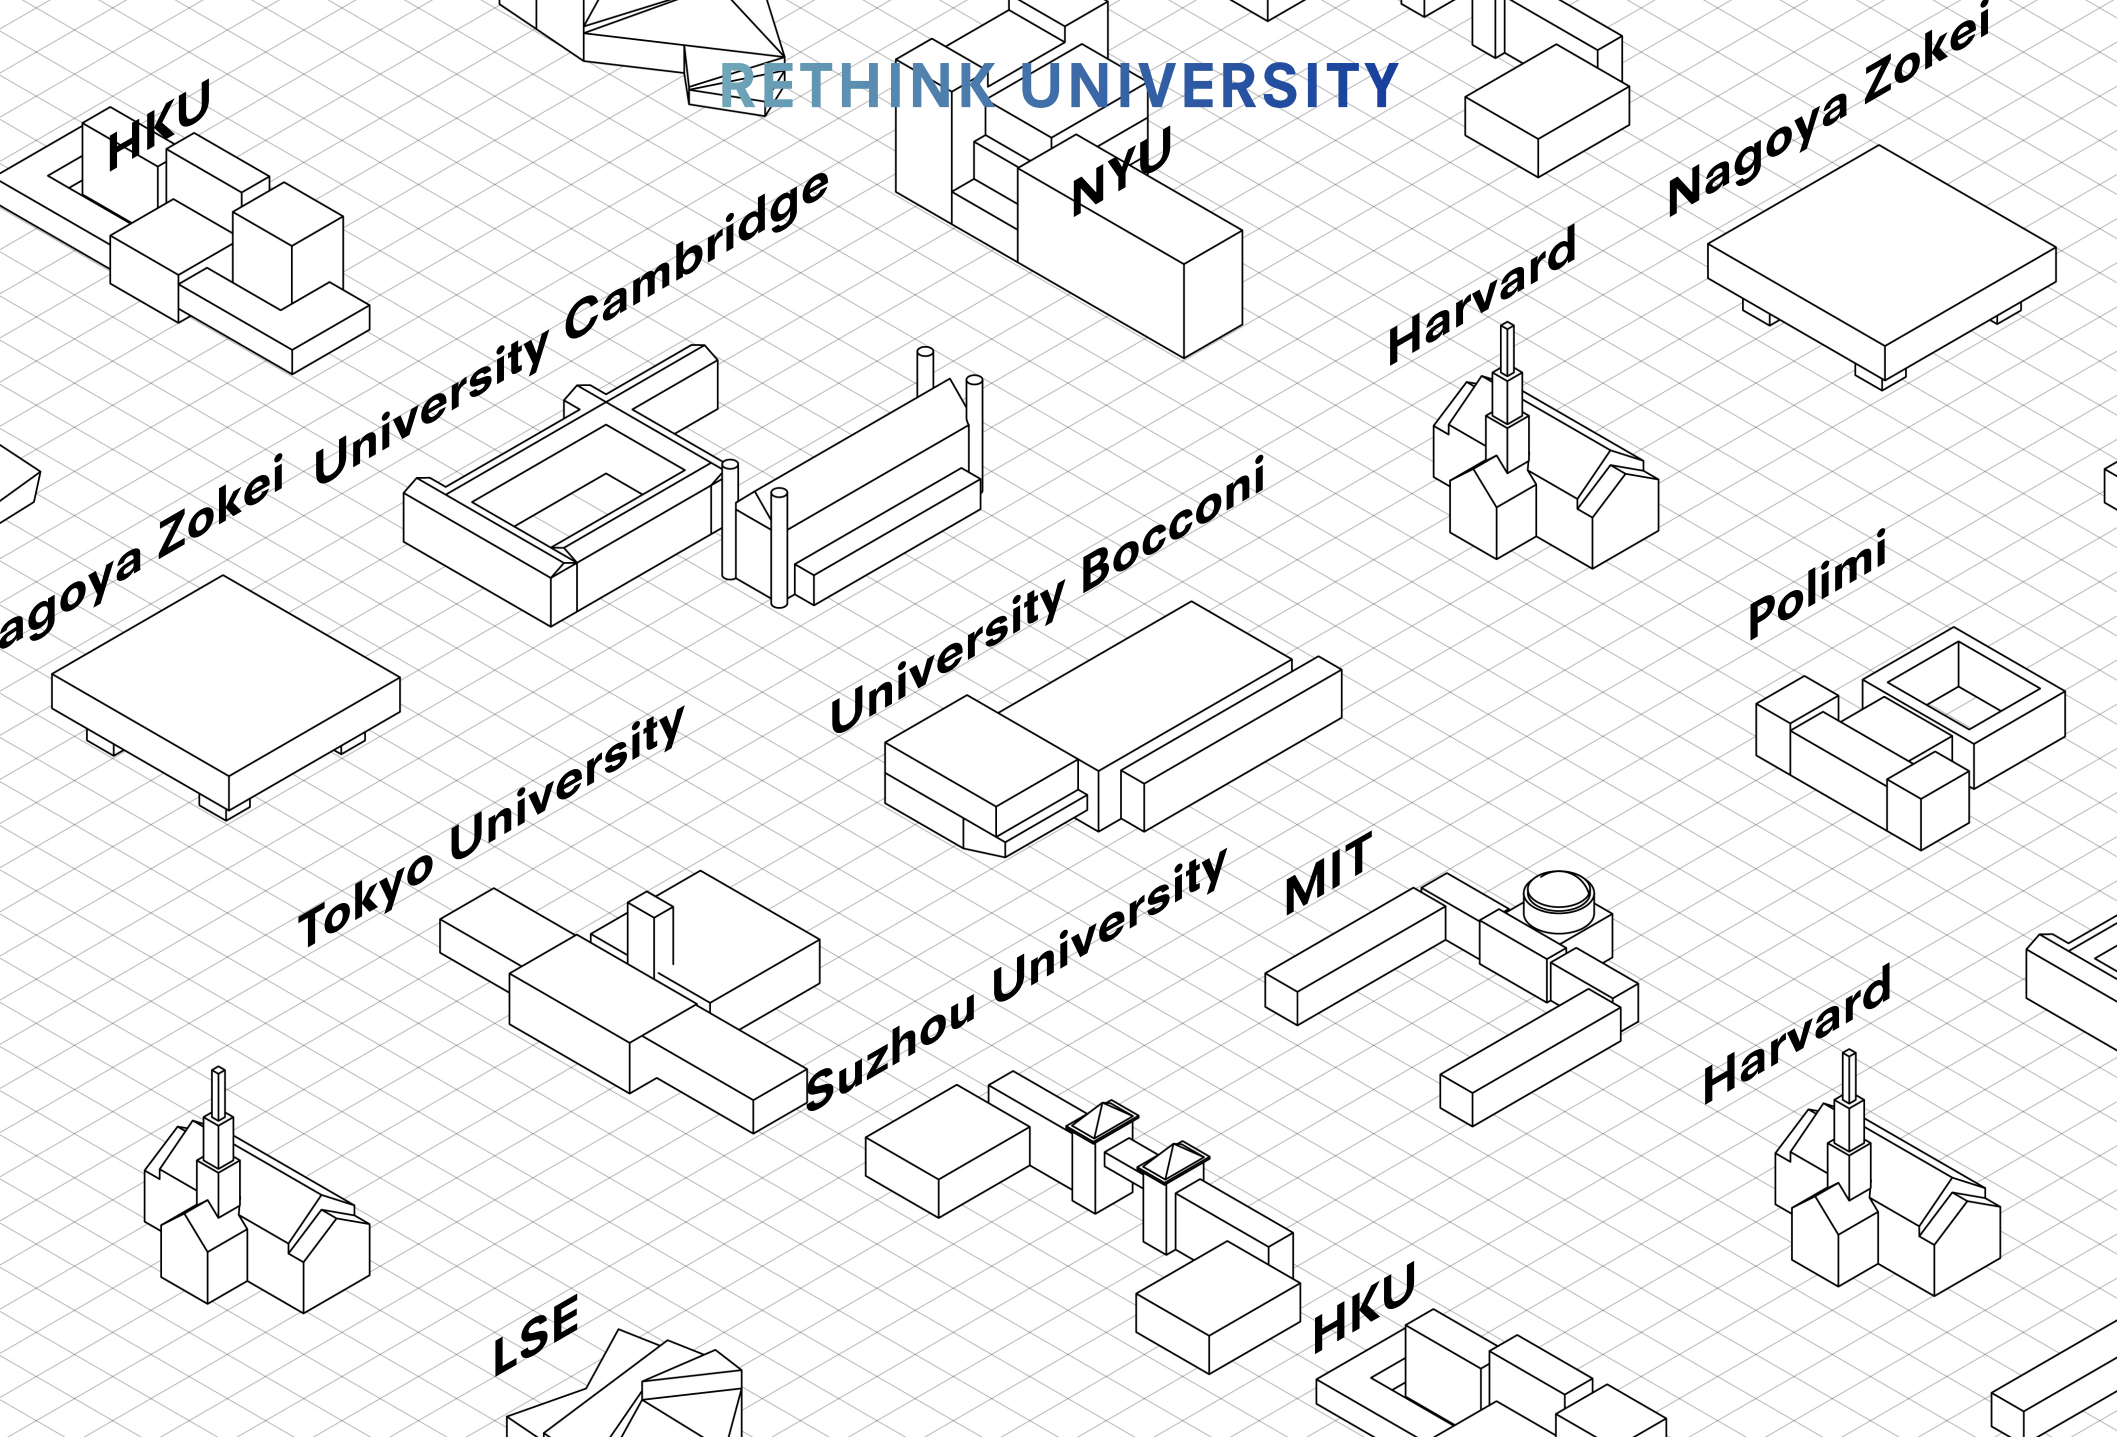 RETHINK UNIVERSITY
HKU
Nagoya Zokei
NYU
University Cambridge
Harvard
agoya Zokei
University Bocconi
Polimi
Tokyo University
MIT
Suzhou University
Harvard
LSE
HKU